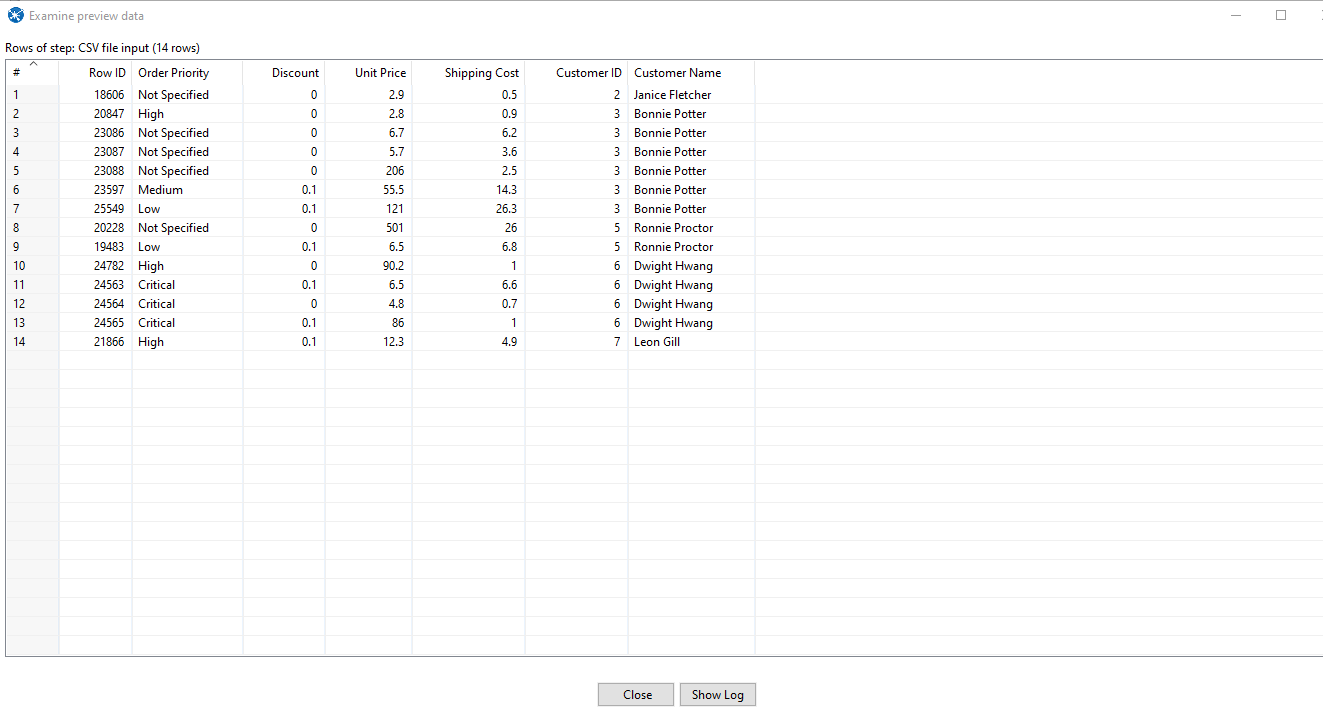 Examine preview data
Rows of step: CSV file input (14 rows)
# Row ID Order Priority Discount Unit Price Shipping Cost Customer ID Customer Name
1 18606 Not Specified 0 2.9 0.5 2 Janice Fletcher
2 20847 High 0 2.8 0.9 3 Bonnie Potter
3 23086 Not Specified 0 6.7 6.2 3 Bonnie Potter
4 23087 Not Specified 0 5.7 3.6 3 Bonnie Potter
5 23088 Not Specified 0 206 2.5 3 Bonnie Potter
6 23597 Medium 0.1 55.5 14.3 3 Bonnie Potter
7 25549 Low 0.1 121 26.3 3 Bonnie Potter
8 20228 Not Specified 0 501 26 5 Ronnie Proctor
9 19483 Low 0.1 6.5 6.8 5 Ronnie Proctor
10 24782 High 0 90.2 1 6 Dwight Hwang
11 24563 Critical 0.1 6.5 6.6 6 Dwight Hwang
12 24564 Critical 0 4.8 0.7 6 Dwight Hwang
13 24565 Critical 0.1 86 1 6 Dwight Hwang
14 21866 High 0.1 12.3 4.9 7 Leon Gill
Close Show Log